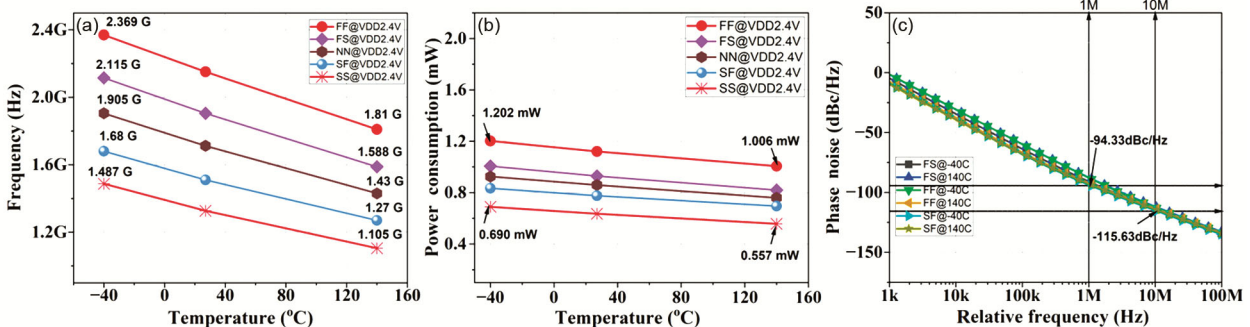 (a)
2.369 G
2.115 G
1.905 G
1.68 G
1.487 G
1.81 G
1.588 G
1.43 G
1.27 G
1.105 G
FF@VDD2.4V
FS@VDD2.4V
NN@VDD2.4V
SF@VDD2.4V
SS@VDD2.4V
2.4G
2.0G
1.6G
1.2G
Frequency (Hz)
−40 0 40 80 120 160
Temperature (°C)
(b)
FF@VDD2.4V
FS@VDD2.4V
NN@VDD2.4V
SF@VDD2.4V
SS@VDD2.4V
1.202 mW
1.006 mW
0.690 mW
0.557 mW
2.0
1.6
1.2
0.8
0.4
Power consumption (mW)
−40 0 40 80 120 160
Temperature (°C)
(c)
1M 10M
50
0
−50
−100
−150
Phase noise (dBc/Hz)
-94.33dBc/Hz
-115.63dBc/Hz
FS@-40C
FS@140C
FF@-40C
FF@140C
SF@-40C
SF@140C
1k 10k 100k 1M 10M 100M
Relative frequency (Hz)